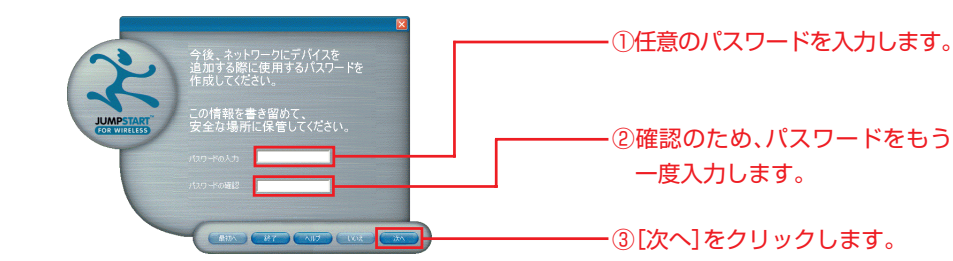 今後、ネットワークにデバイスを
追加する際に使用するパスワードを
作成してください。
この情報を書き留めて、
安全な場所に保管してください。
JUMPSTART™
FOR WIRELESS
パスワードの入力
パスワードの確認
最初へ 終了 ヘルプ いいえ 次へ
①任意のパスワードを入力します。
②確認のため、パスワードをもう
一度入力します。
③[次へ]をクリックします。